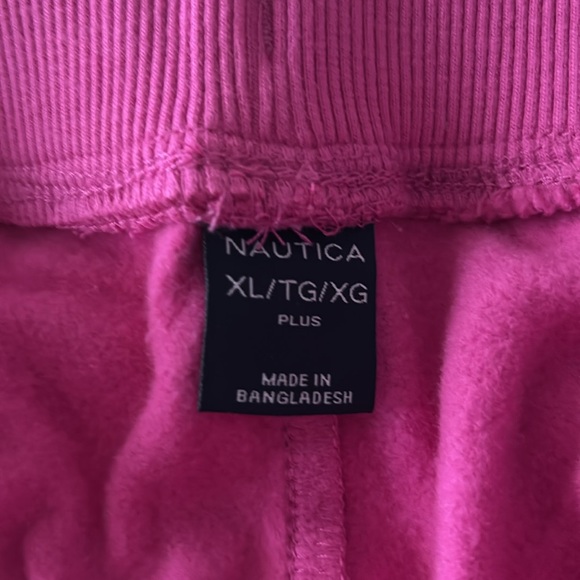 NAUTICA
XL/TG/XG
PLUS
MADE IN
BANGLADESH